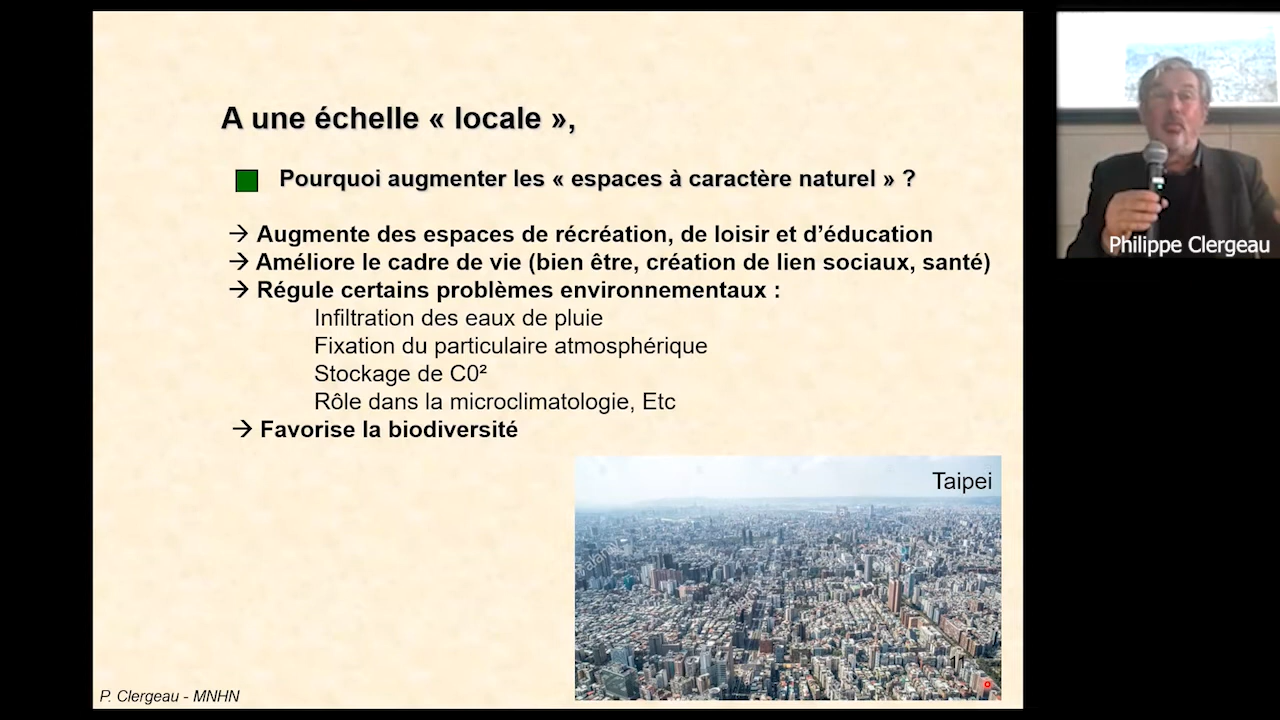 A une échelle « locale »,
Pourquoi augmenter les « espaces à caractère naturel » ?
→ Augmente des espaces de récréation, de loisir et d’éducation
→ Améliore le cadre de vie (bien être, création de lien sociaux, santé)
→ Régule certains problèmes environnementaux :
Infiltration des eaux de pluie
Fixation du particulaire atmosphérique
Stockage de C0²
Rôle dans la microclimatologie, Etc
→ Favorise la biodiversité
Taipei
P. Clergeau - MNHN
Philippe Clergeau